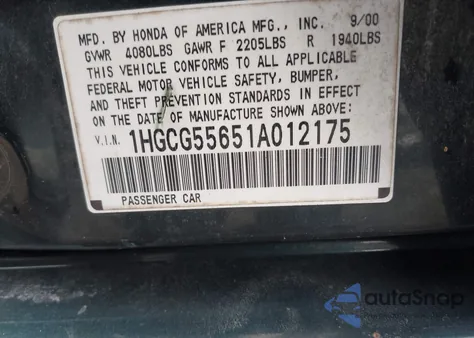 MFD. BY HONDA OF AMERICA MFG., INC. 9/00
GVWR 4080LBS GAWR F 2205LBS R 1940LBS
THIS VEHICLE CONFORMS TO ALL APPLICABLE
FEDERAL MOTOR VEHICLE SAFETY, BUMPER,
AND THEFT PREVENTION STANDARDS IN EFFECT
ON THE DATE OF MANUFACTURE SHOWN ABOVE.
V.I.N. 1HGCG55651A012175
PASSENGER CAR
autaSnap